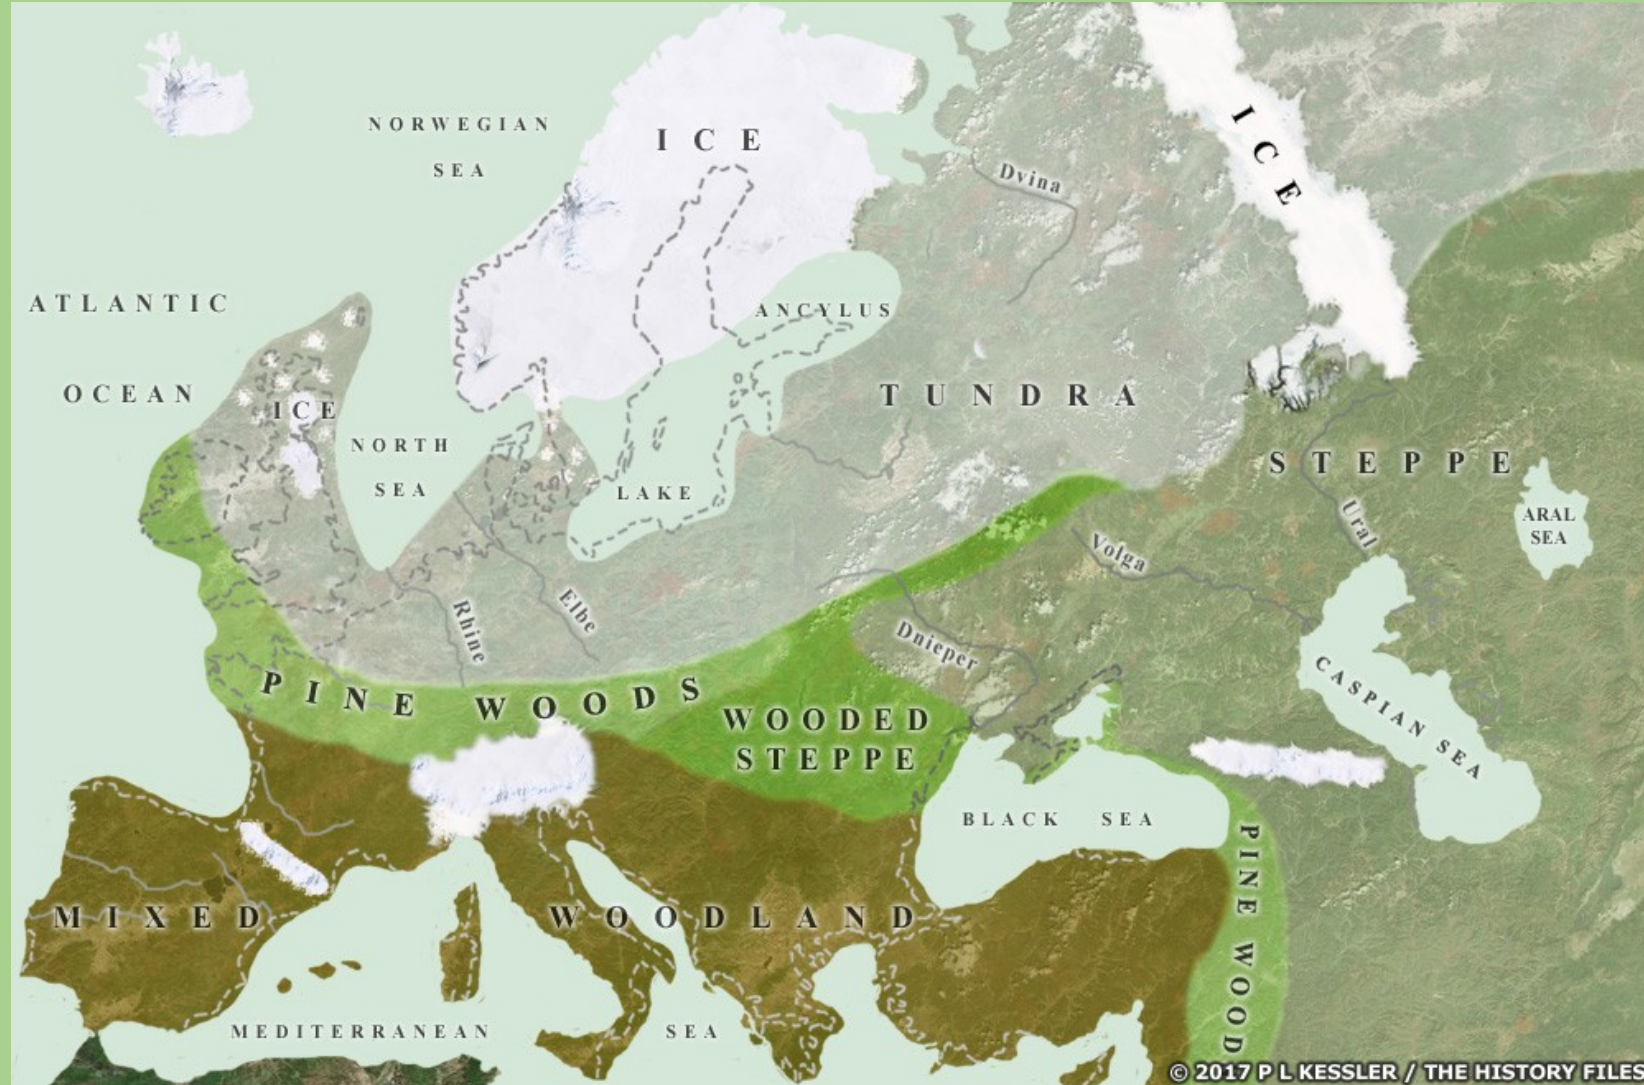 NORWEGIAN
SEA
ICE
ICE
Dvina
ATLANTIC
OCEAN
ANCYLUS
LAKE
ICE
NORTH
SEA
TUNDRA
STEPPE
ARAL
SEA
Ural
Volga
Rhine
Elbe
Dnieper
PINE WOODS
WOODED
STEPPE
CASPIAN SEA
BLACK SEA
PINE WOOD
MIXED WOODLAND
MEDITERRANEAN SEA
© 2017 P L KESSLER / THE HISTORY FILES